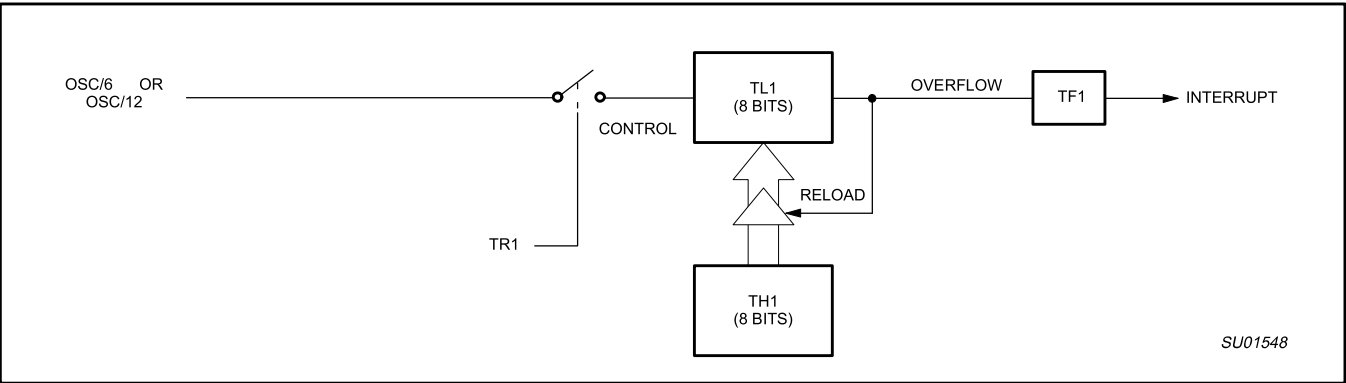 OSC/6 OR
OSC/12
TL1
(8 BITS)
OVERFLOW
TF1
INTERRUPT
CONTROL
RELOAD
TR1
TH1
(8 BITS)
SU01548